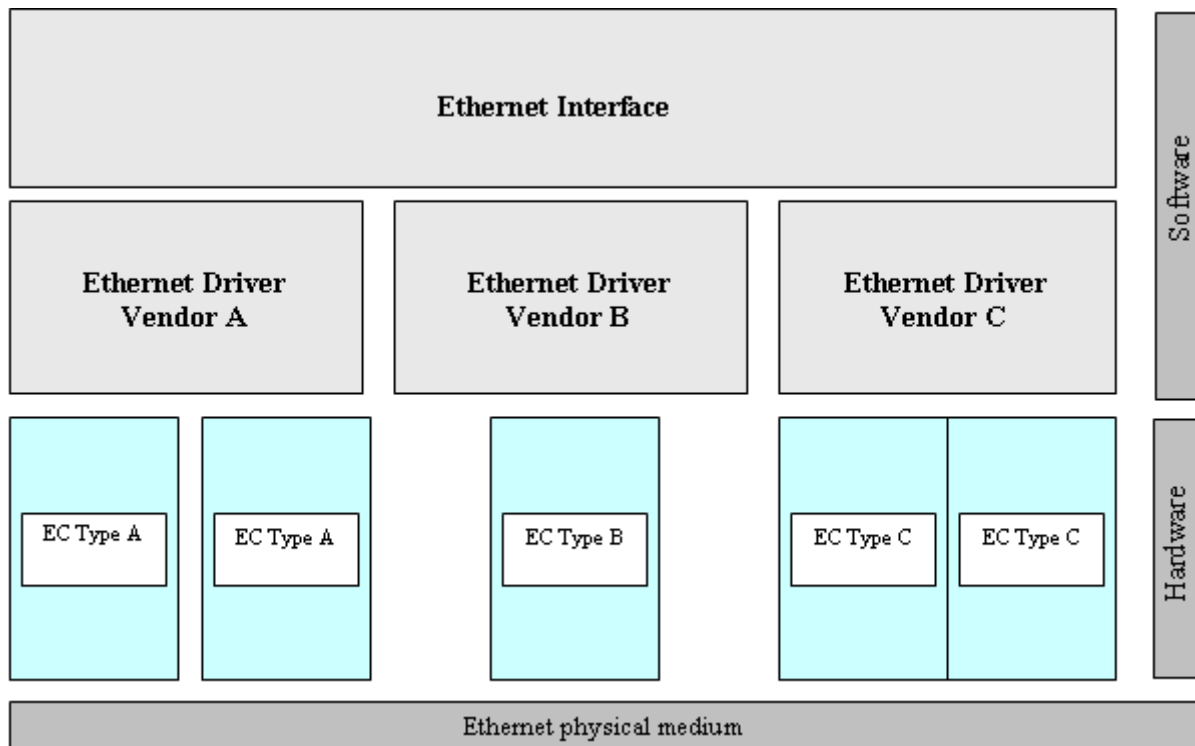 Ethernet Interface
Software
Ethernet Driver
Vendor A
Ethernet Driver
Vendor B
Ethernet Driver
Vendor C
EC Type A
EC Type A
EC Type B
EC Type C
EC Type C
Hardware
Ethernet physical medium